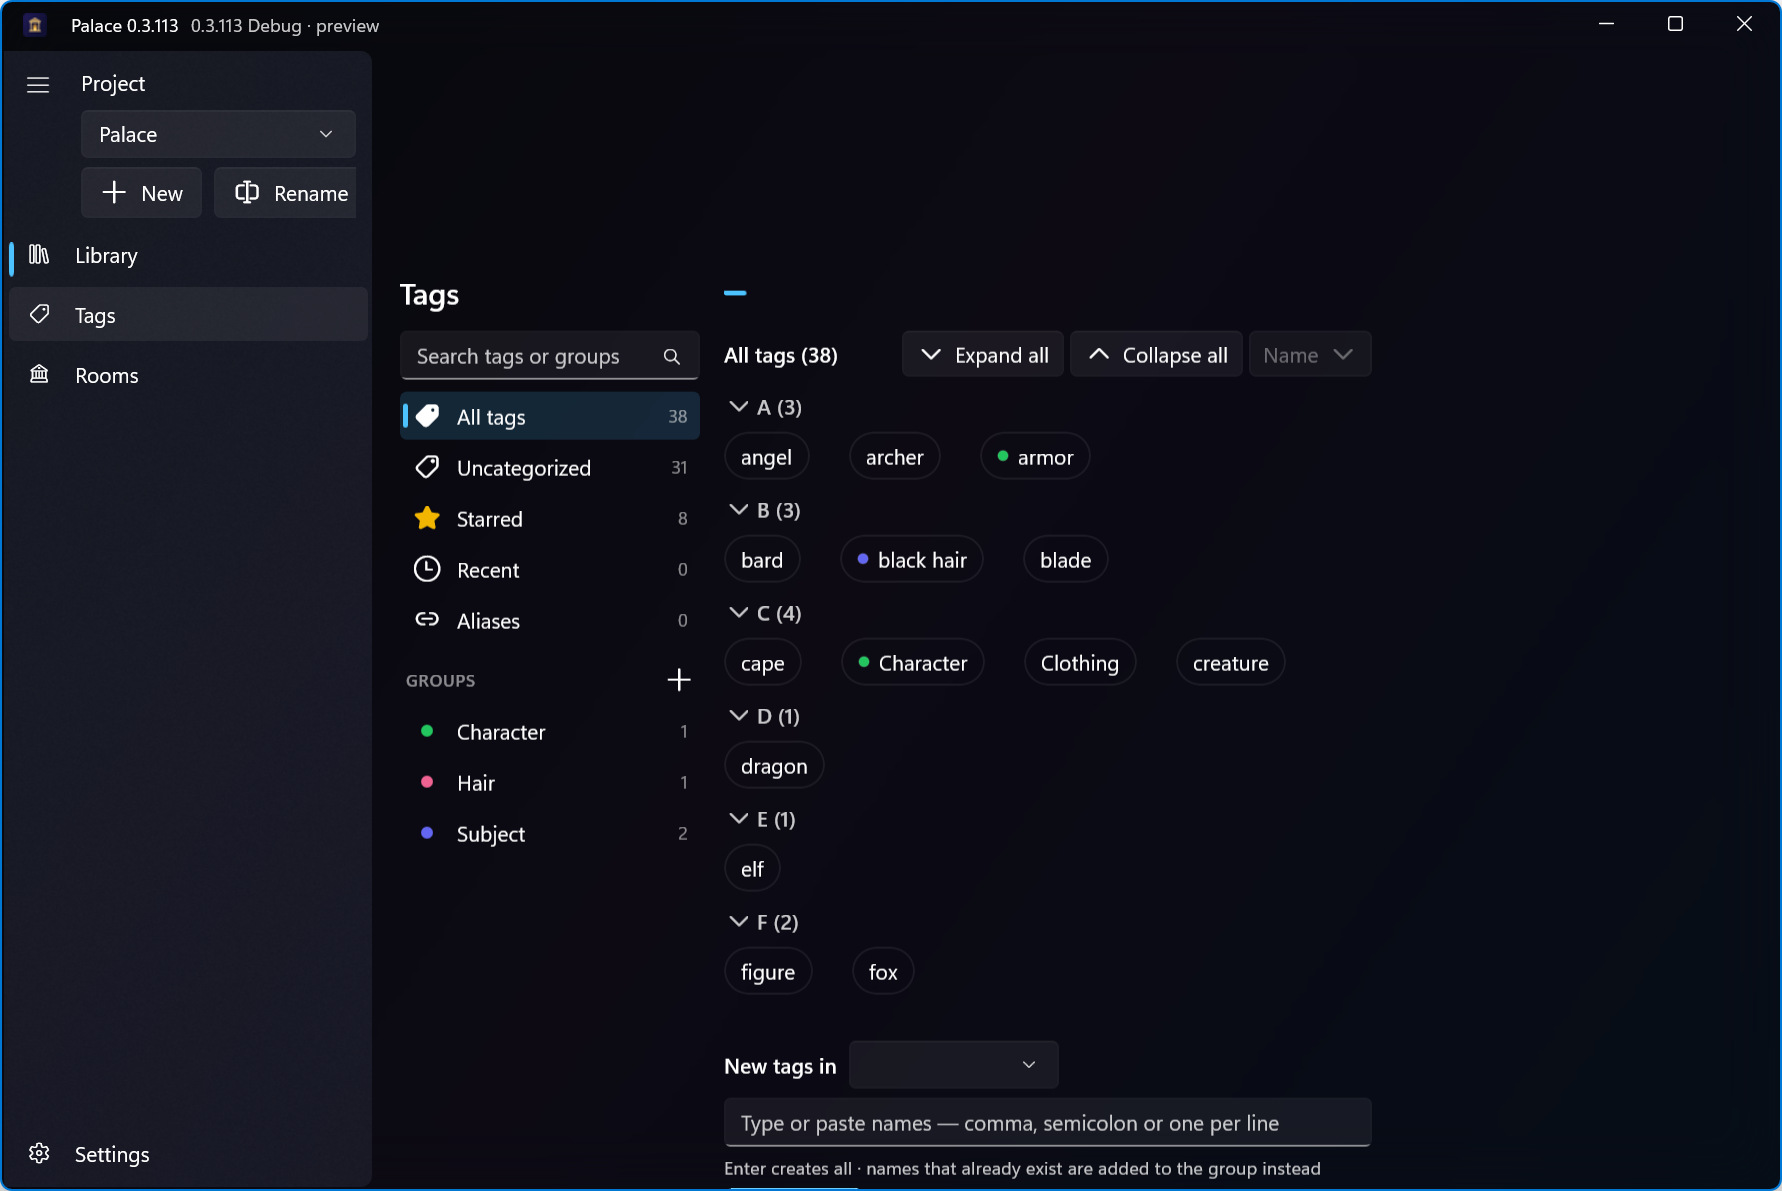 Palace 0.3.113 0.3.113 Debug · preview
Project
Palace
New Rename
Library
Tags
Rooms
Settings
Tags
Search tags or groups
All tags 38
Uncategorized 31
Starred 8
Recent 0
Aliases 0
GROUPS
Character 1
Hair 1
Subject 2
All tags (38) Expand all Collapse all Name
A (3)
angel archer armor
B (3)
bard black hair blade
C (4)
cape Character Clothing creature
D (1)
dragon
E (1)
elf
F (2)
figure fox
New tags in
Type or paste names — comma, semicolon or one per line
Enter creates all · names that already exist are added to the group instead